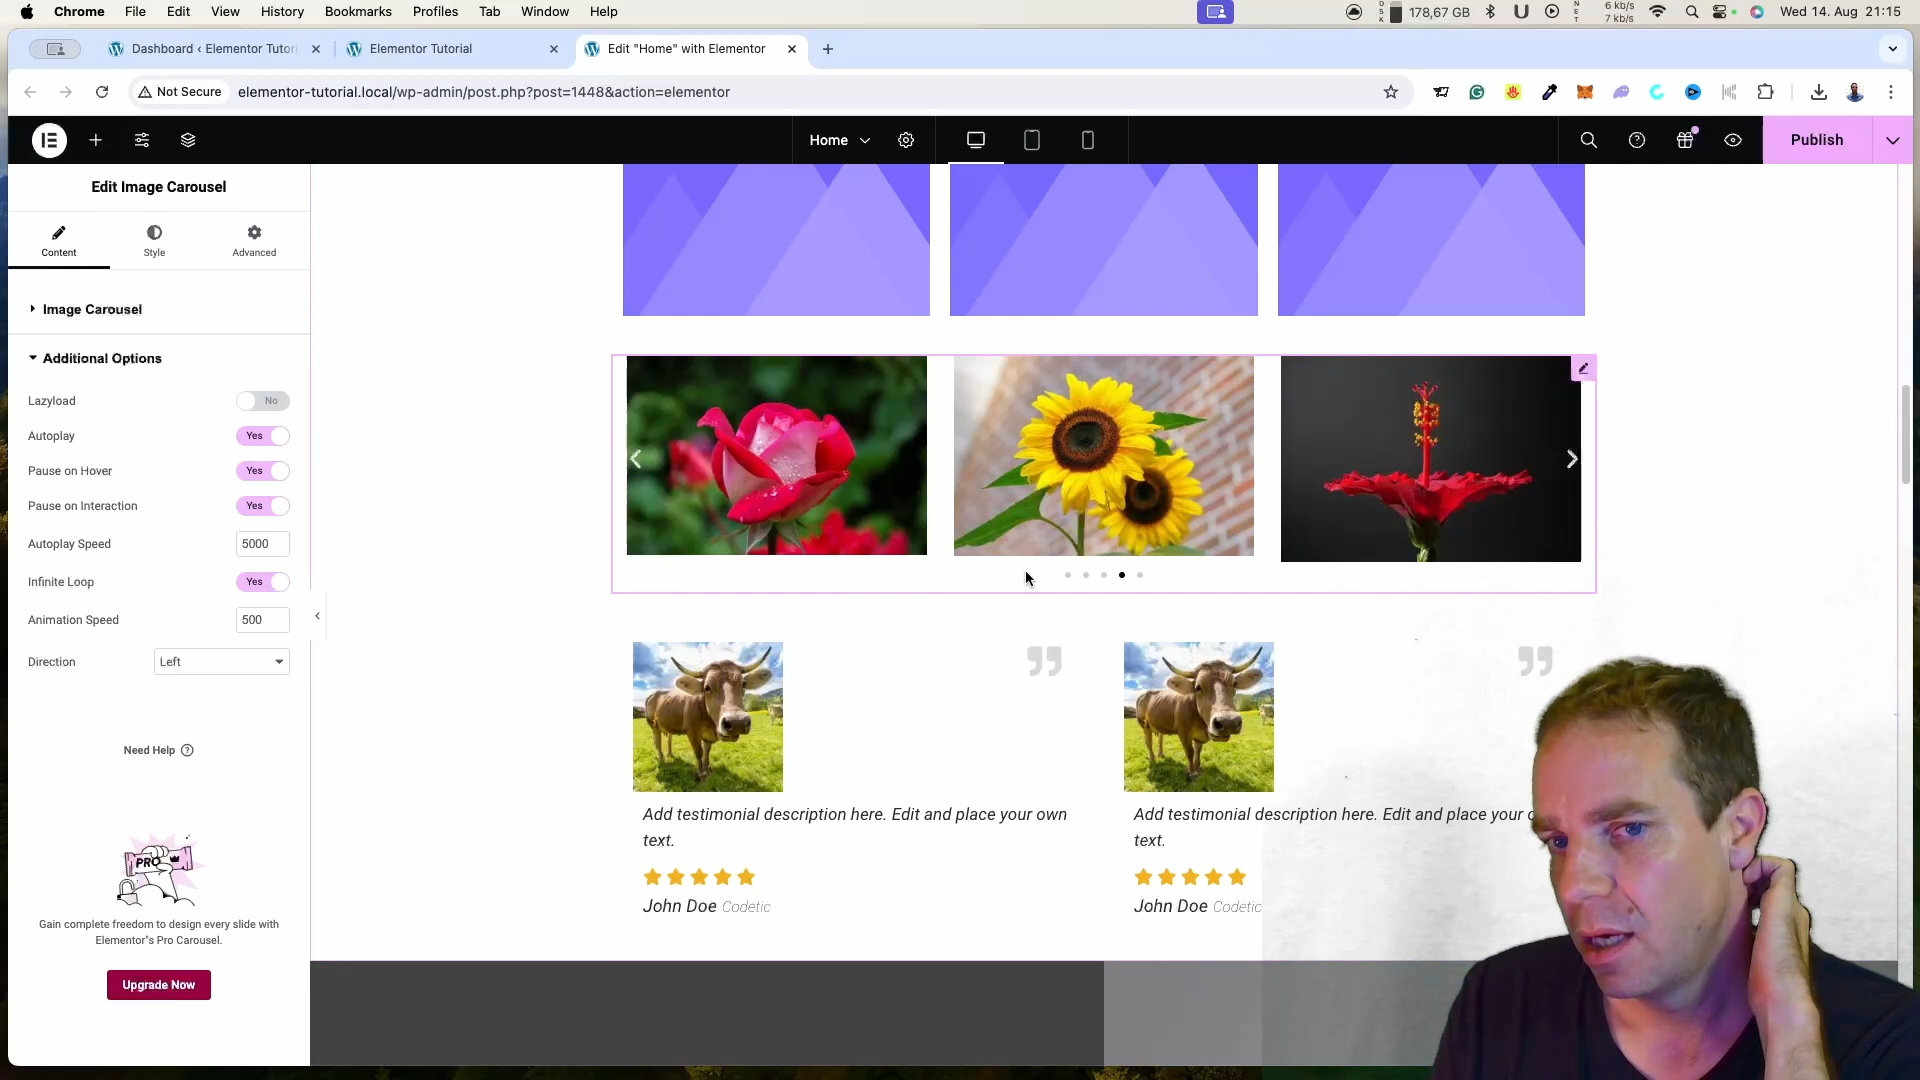 Chrome File Edit View History Bookmarks Profiles Tab Window Help
178,67 GB
6 kb/s
7 kb/s
Wed 14. Aug 21:15
Dashboard ‹ Elementor Tutori
Elementor Tutorial
Edit "Home" with Elementor
Not Secure
elementor-tutorial.local/wp-admin/post.php?post=1448&action=elementor
Home
Publish
Edit Image Carousel
Content
Style
Advanced
Image Carousel
Additional Options
Lazyload
No
Autoplay
Yes
Pause on Hover
Yes
Pause on Interaction
Yes
Autoplay Speed
5000
Infinite Loop
Yes
Animation Speed
500
Direction
Left
Need Help
PRO
Gain complete freedom to design every slide with
Elementor"s Pro Carousel.
Upgrade Now
Add testimonial description here. Edit and place your own
text.
John Doe Codetic
Add testimonial description here. Edit and place your o
text.
John Doe Codetic